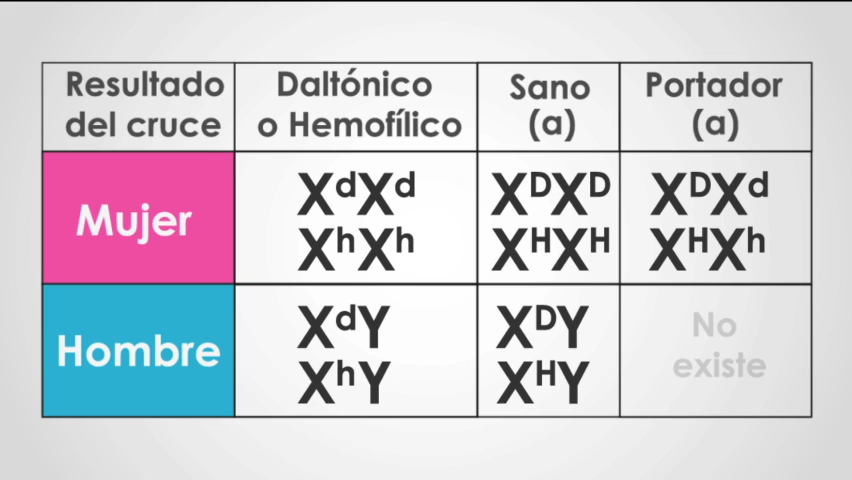 Resultado
del cruce
Daltónico
o Hemofílico
Sano
(a)
Portador
(a)
Mujer
XᵈXᵈ
XʰXʰ
XᴰXᴰ
XᴴXᴴ
XᴰXᵈ
XᴴXʰ
Hombre
XᵈY
XʰY
XᴰY
XᴴY
No
existe